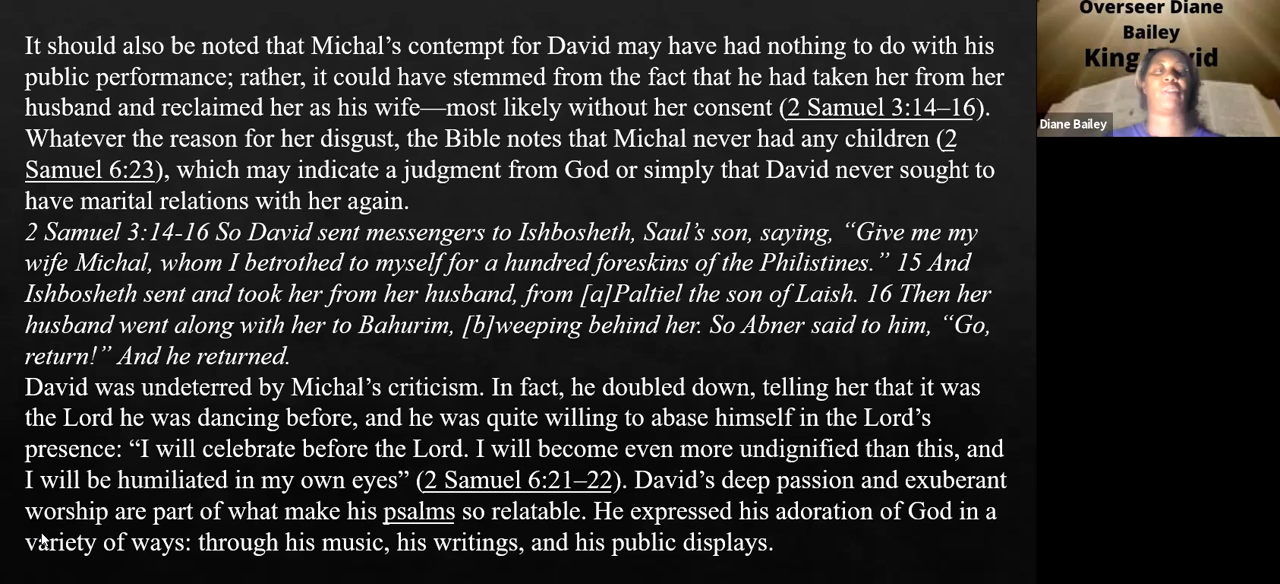 It should also be noted that Michal’s contempt for David may have had nothing to do with his
public performance; rather, it could have stemmed from the fact that he had taken her from her
husband and reclaimed her as his wife—most likely without her consent (2 Samuel 3:14–16).
Whatever the reason for her disgust, the Bible notes that Michal never had any children (2
Samuel 6:23), which may indicate a judgment from God or simply that David never sought to
have marital relations with her again.
2 Samuel 3:14-16 So David sent messengers to Ishbosheth, Saul’s son, saying, “Give me my
wife Michal, whom I betrothed to myself for a hundred foreskins of the Philistines.” 15 And
Ishbosheth sent and took her from her husband, from [a]Paltiel the son of Laish. 16 Then her
husband went along with her to Bahurim, [b]weeping behind her. So Abner said to him, “Go,
return!” And he returned.
David was undeterred by Michal’s criticism. In fact, he doubled down, telling her that it was
the Lord he was dancing before, and he was quite willing to abase himself in the Lord’s
presence: “I will celebrate before the Lord. I will become even more undignified than this, and
I will be humiliated in my own eyes” (2 Samuel 6:21–22). David’s deep passion and exuberant
worship are part of what make his psalms so relatable. He expressed his adoration of God in a
variety of ways: through his music, his writings, and his public displays.
Overseer Diane
Bailey
King
Diane Bailey